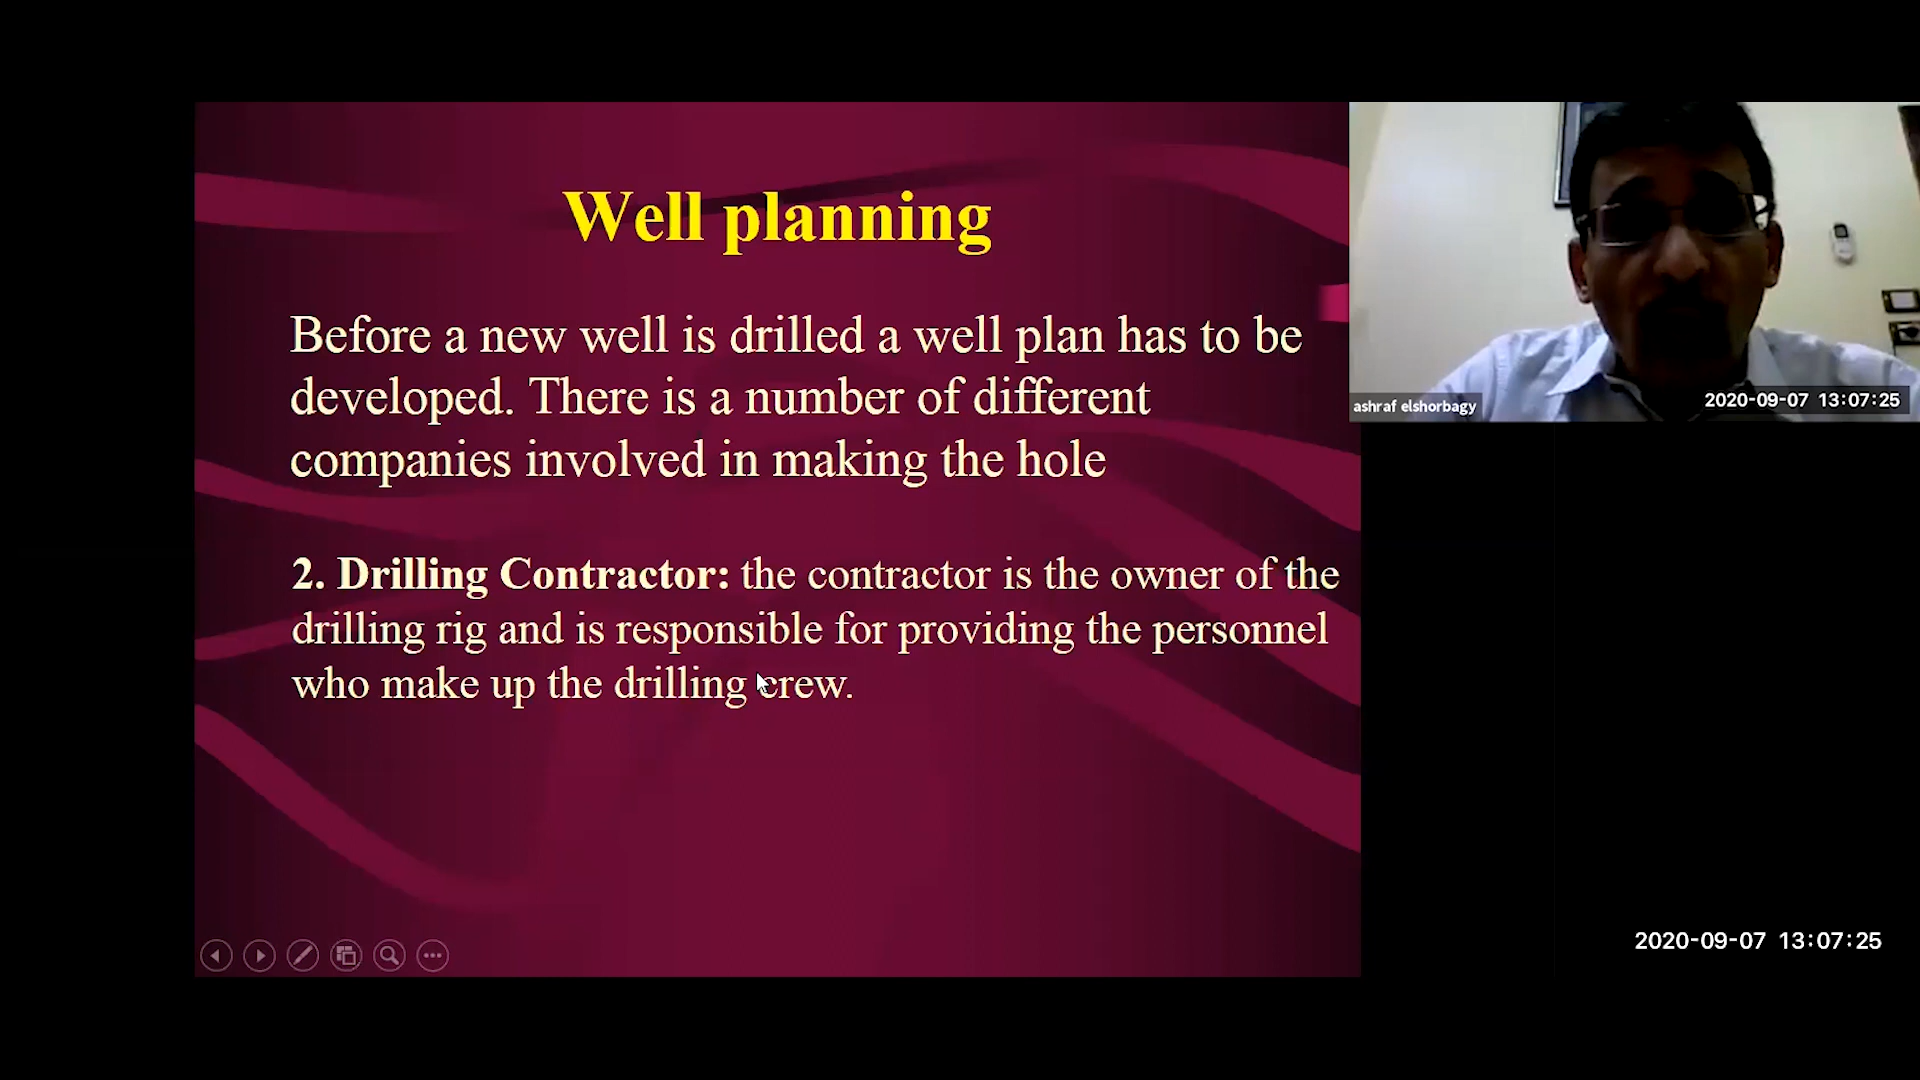 Well planning
Before a new well is drilled a well plan has to be
developed. There is a number of different
companies involved in making the hole
2. Drilling Contractor: the contractor is the owner of the
drilling rig and is responsible for providing the personnel
who make up the drilling crew.
ashraf elshorbagy
2020-09-07 13:07:25
2020-09-07 13:07:25